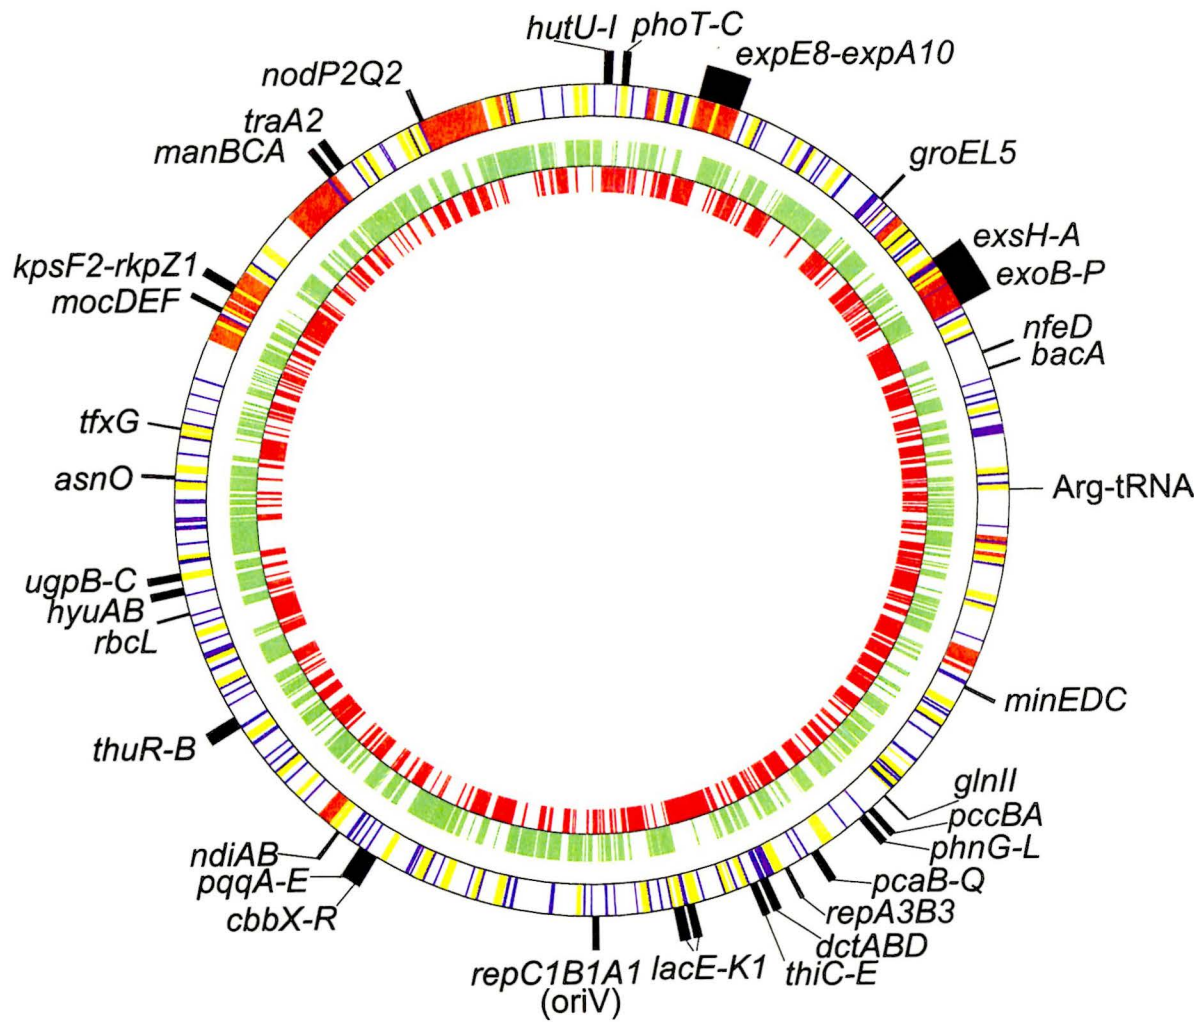 hutU-I
phoT-C
expE8-expA10
nodP2Q2
traA2
manBCA
groEL5
exsH-A
exoB-P
kpsF2-rkpZ1
mocDEF
nfeD
bacA
tfxG
asnO
Arg-tRNA
ugpB-C
hyuAB
rbcL
minEDC
thuR-B
glnII
pccBA
phnG-L
ndiAB
pqqA-E
cbbX-R
pcaB-Q
repA3B3
dctABD
thiC-E
lacE-K1
repC1B1A1
(oriV)